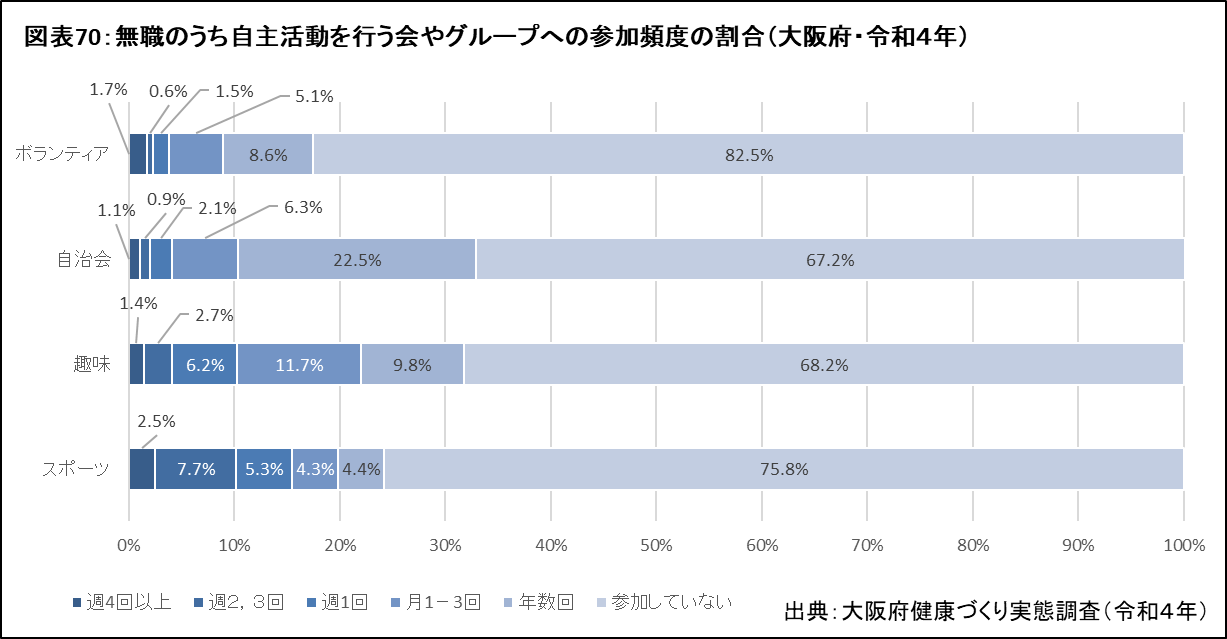 図表70：無職のうち自主活動を行う会やグループへの参加頻度の割合（大阪府・令和４年）
1.7% 0.6% 1.5% 5.1%
ボランティア 8.6% 82.5%
1.1% 0.9% 2.1% 6.3%
自治会 22.5% 67.2%
1.4% 2.7%
趣味 6.2% 11.7% 9.8% 68.2%
2.5%
スポーツ 7.7% 5.3% 4.3% 4.4% 75.8%
0% 10% 20% 30% 40% 50% 60% 70% 80% 90% 100%
週4回以上 週２，３回 週1回 月１－３回 年数回 参加していない
出典：大阪府健康づくり実態調査（令和４年）